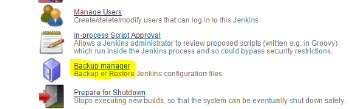 Manage Users
Create/delete/modify users that can log in to this Jenkins
In-process Script Approval
Allows a Jenkins administrator to review proposed scripts (written e.g. in Groovy)
which run inside the Jenkins process and so could bypass security restrictions.
Backup manager
Backup or Restore Jenkins configuration files
Prepare for Shutdown
Stops executing new builds, so that the system can be eventually shut down safely.